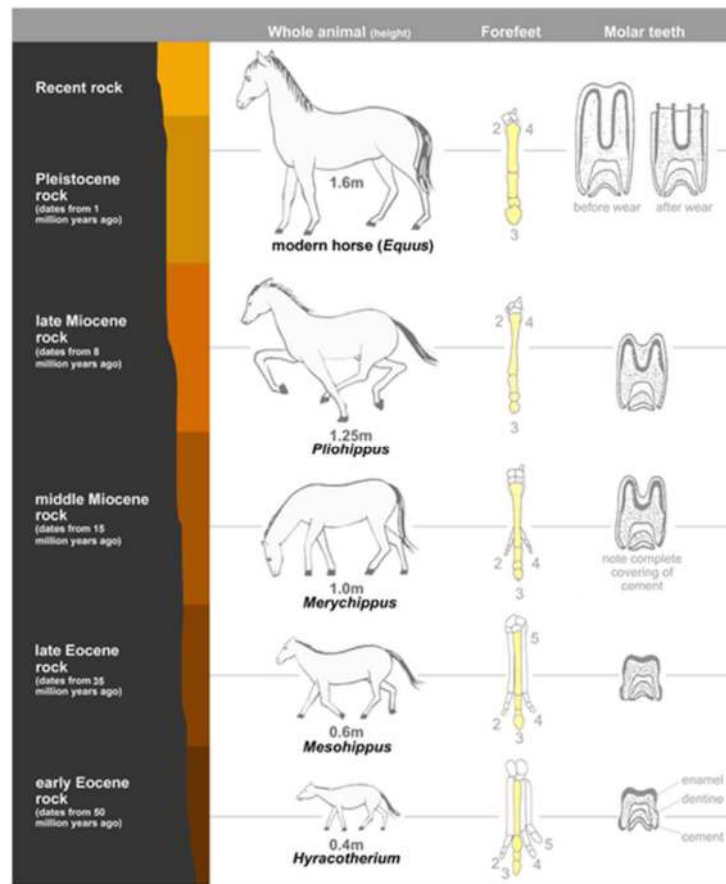 Whole animal (height) Forefeet Molar teeth
Recent rock
2 4
1.6m
Pleistocene
rock
(dates from 1
million years ago)
before wear after wear
3
modern horse (Equus)
2 4
late Miocene
rock
(dates from 8
million years ago)
3
1.25m
Pliohippus
middle Miocene
rock
(dates from 15
million years ago)
2 4
3
note complete
covering of
cement
1.0m
Merychippus
late Eocene
rock
(dates from 35
million years ago)
5
2 4
3
0.6m
Mesohippus
early Eocene
rock
(dates from 50
million years ago)
enamel
dentine
cement
5
2 3 4
0.4m
Hyracotherium